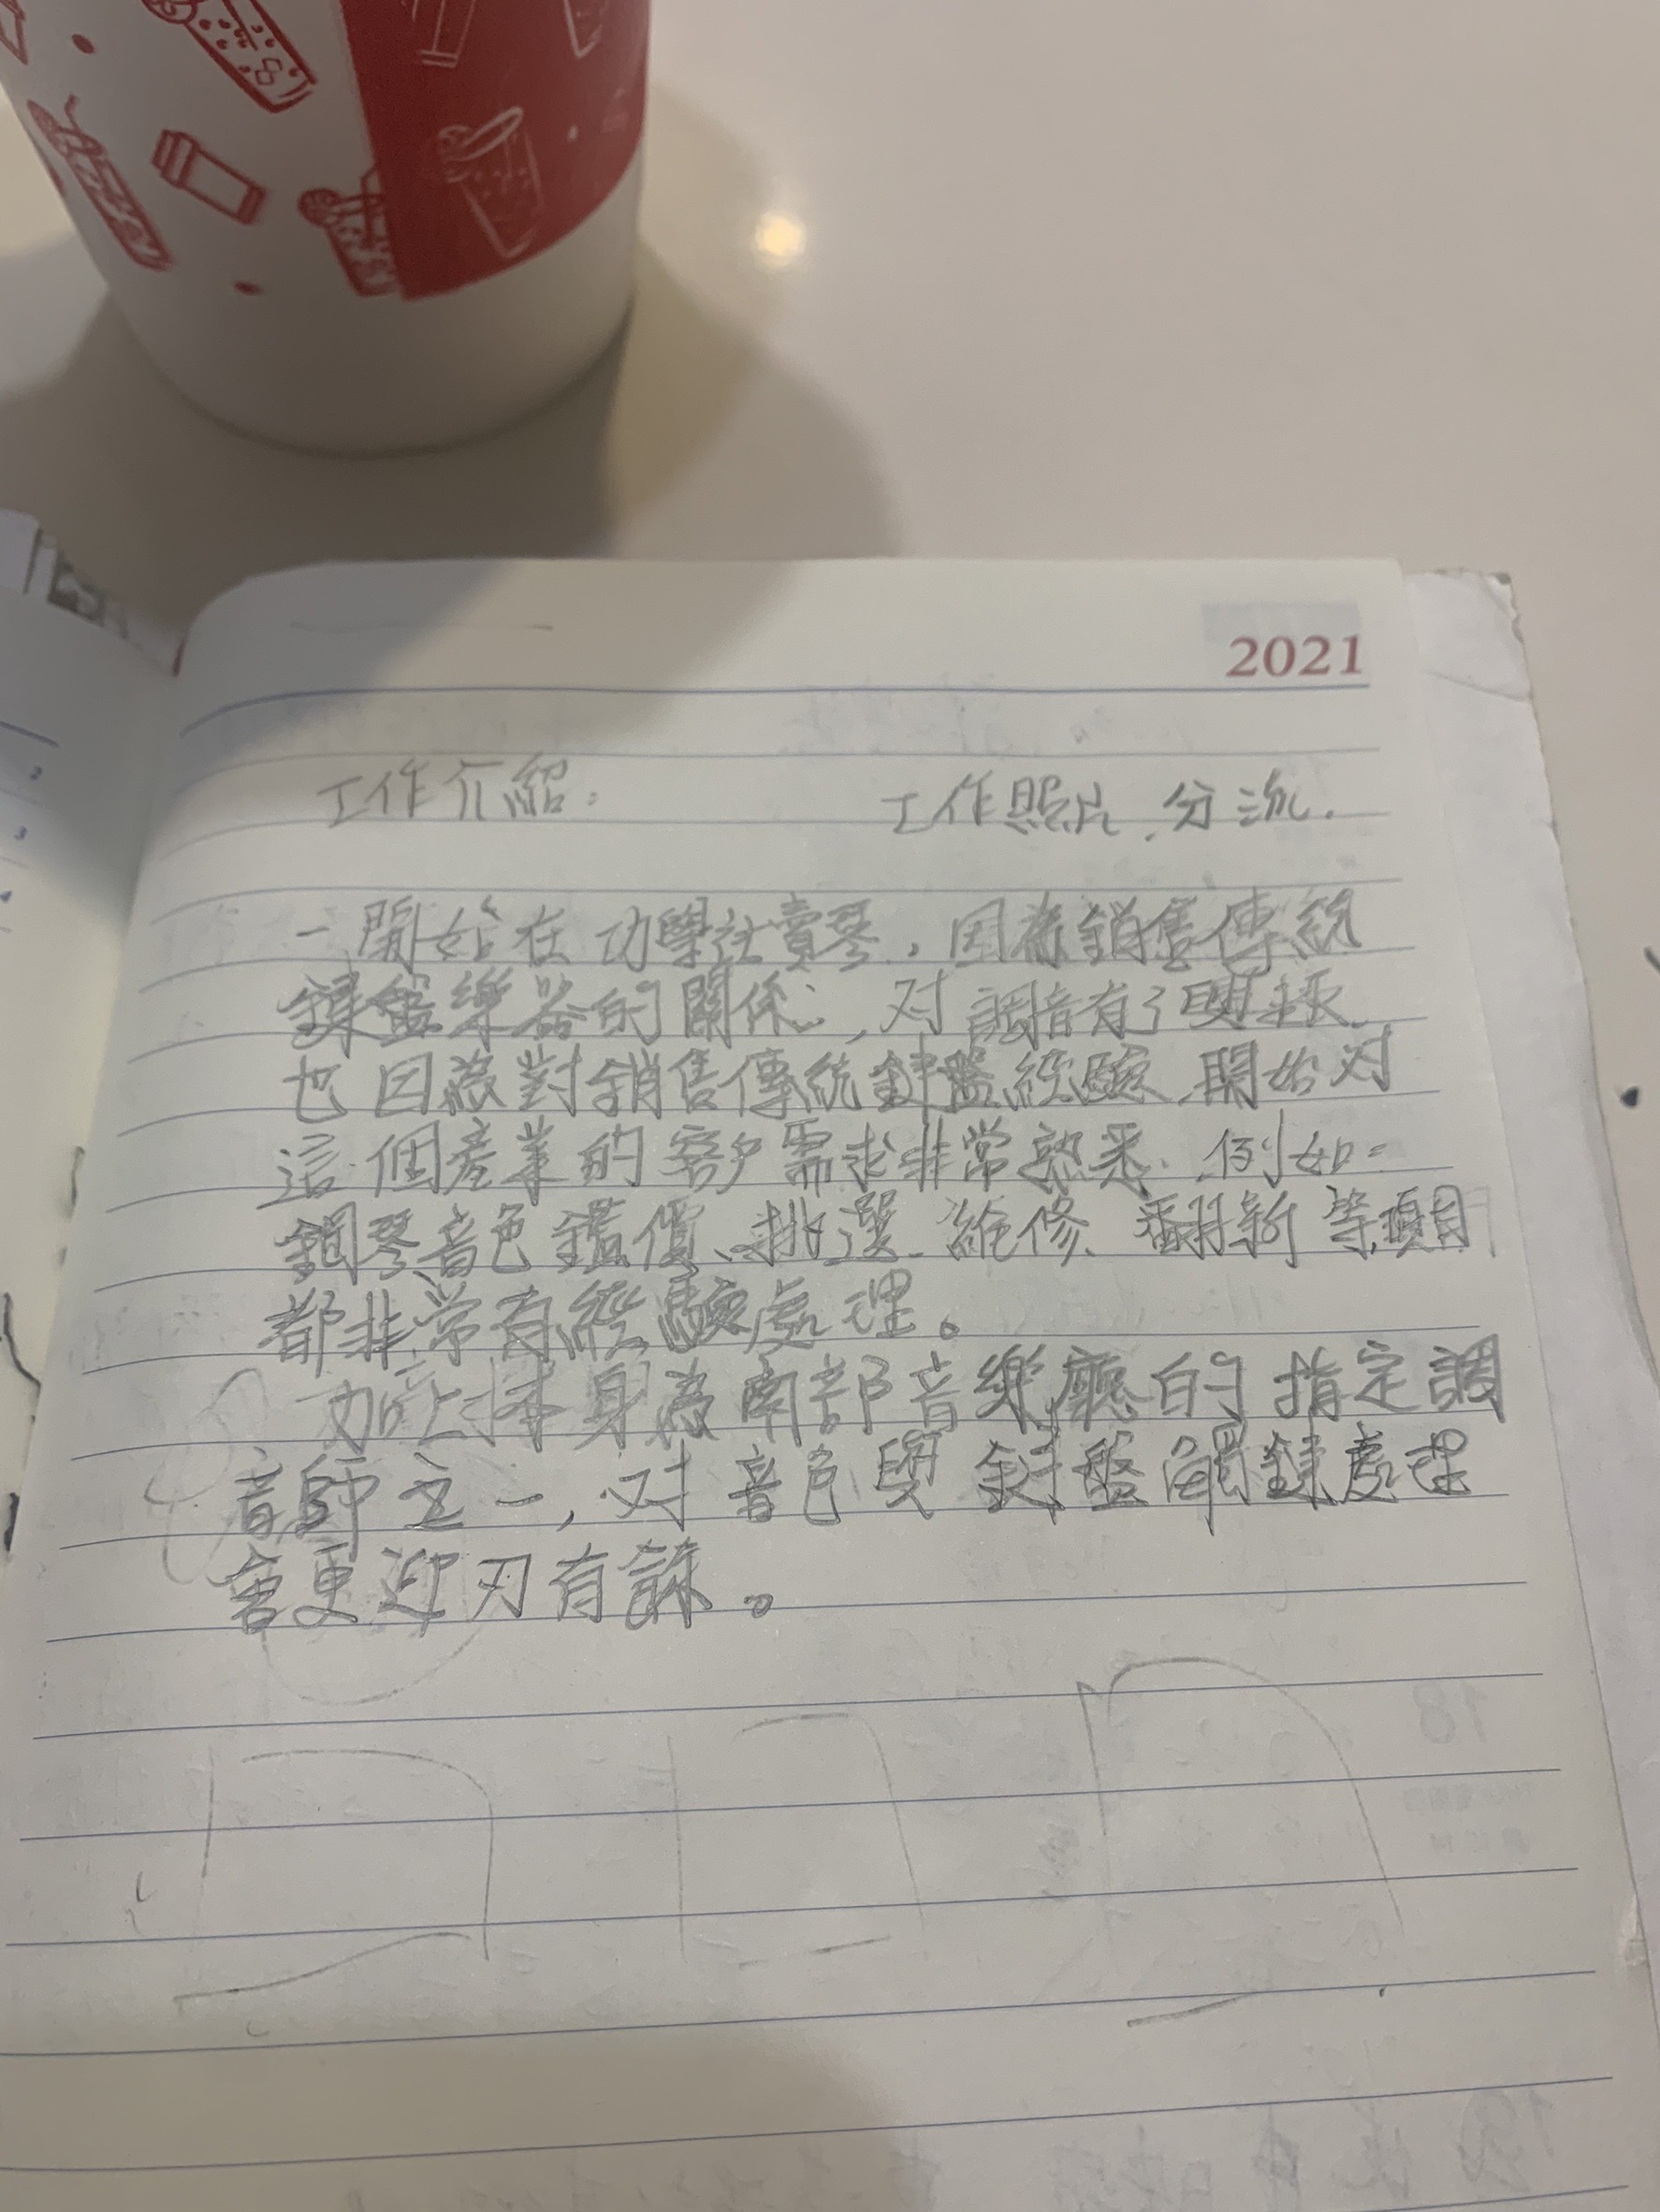 2021
工作介紹： 工作照片、分流.
一開始在功學社賣琴，因為銷售傳統
鍵盤樂器的關係，对調音有了興趣
也因為對銷售傳統鍵盤經驗、開始对
這個產業的客戶需求非常熟悉、例如：
鋼琴音色鑑價、挑選、維修、翻新等項目
都非常有經驗處理。
加上本身為南部音樂廳的指定調
音師之一，对音色與鍵盤觸鍵處理
會更迎刃有餘。